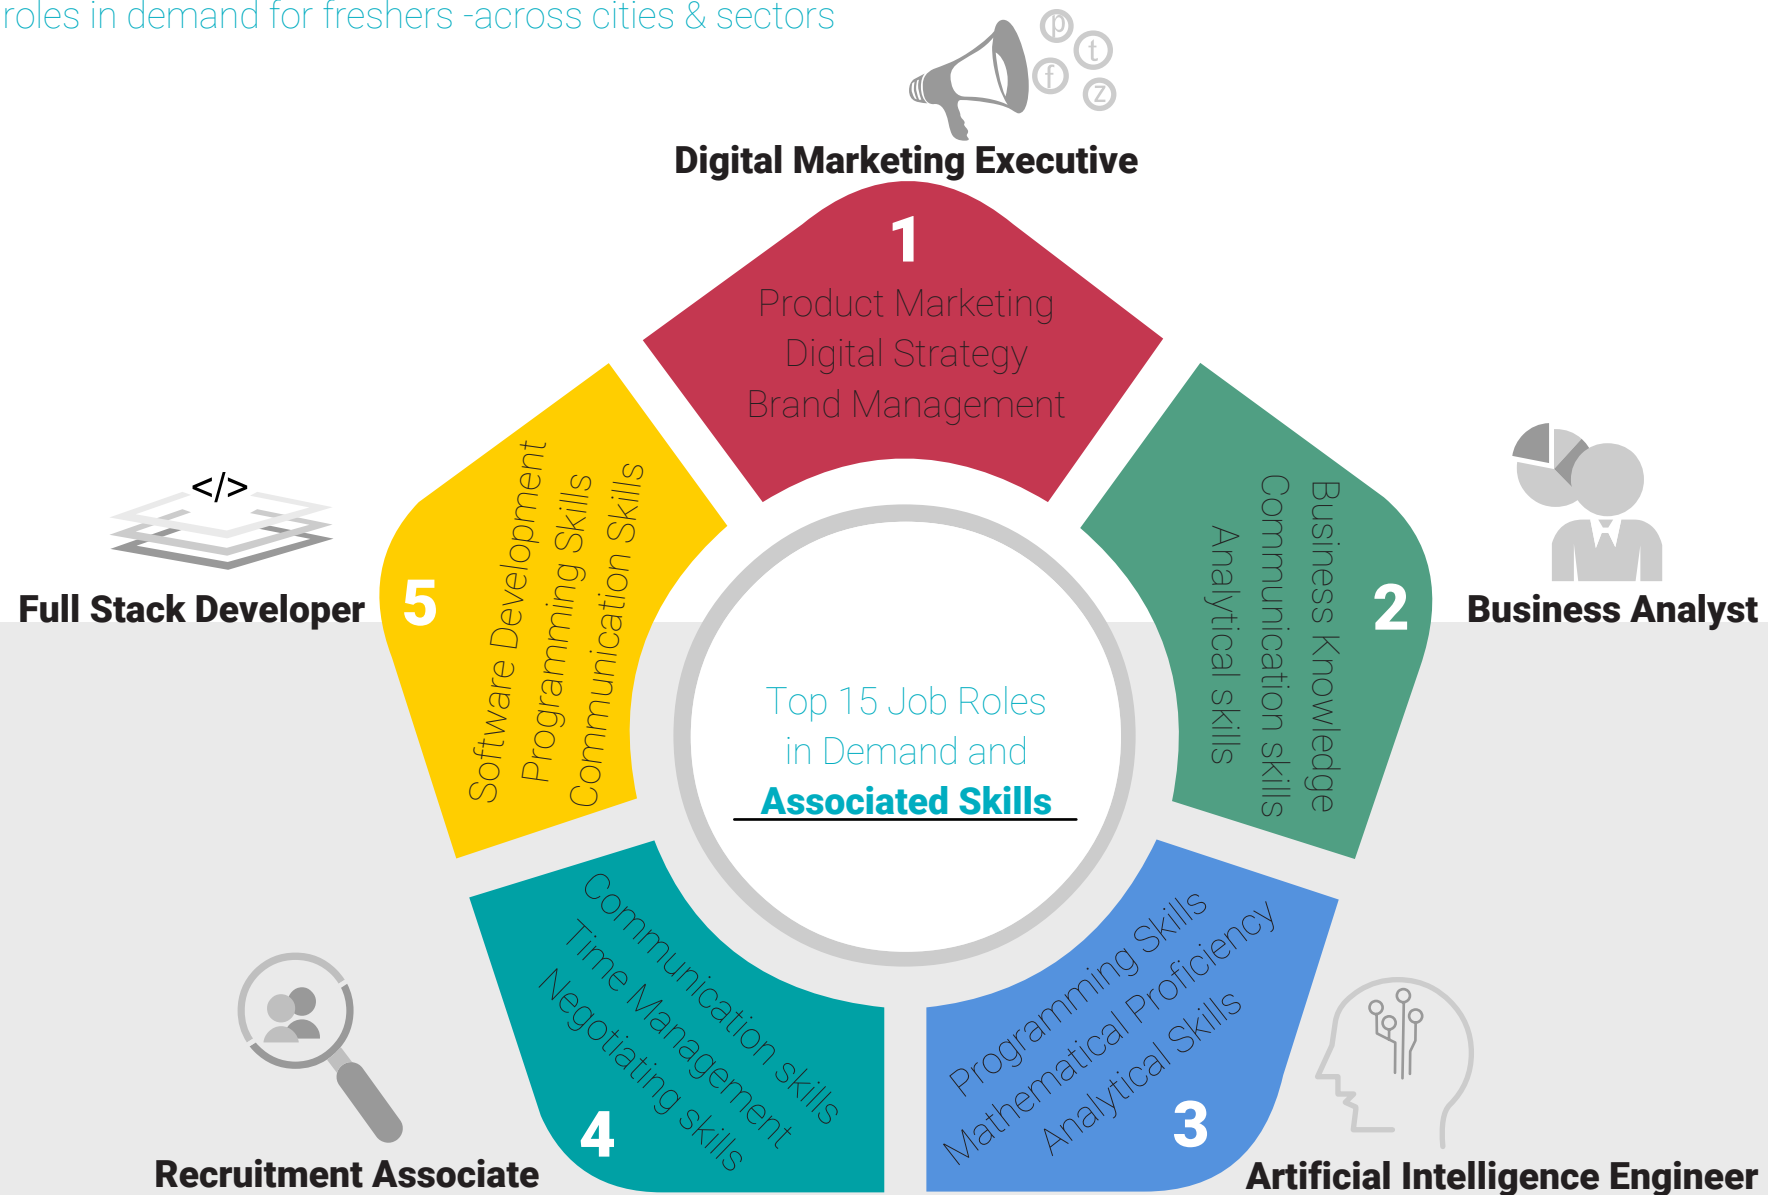 roles in demand for freshers -across cities & sectors
p
t
f
z
Digital Marketing Executive
1
Product Marketing
Digital Strategy
Brand Management
2
Business Knowledge
Communication skills
Analytical skills
Business Analyst
3
Programming Skills
Mathematical Proficiency
Analytical Skills
Artificial Intelligence Engineer
4
Communication skills
Time Management
Negotiating skills
Recruitment Associate
5
Software Development
Programming Skills
Communication Skills
</>
Full Stack Developer
Top 15 Job Roles
in Demand and
Associated Skills